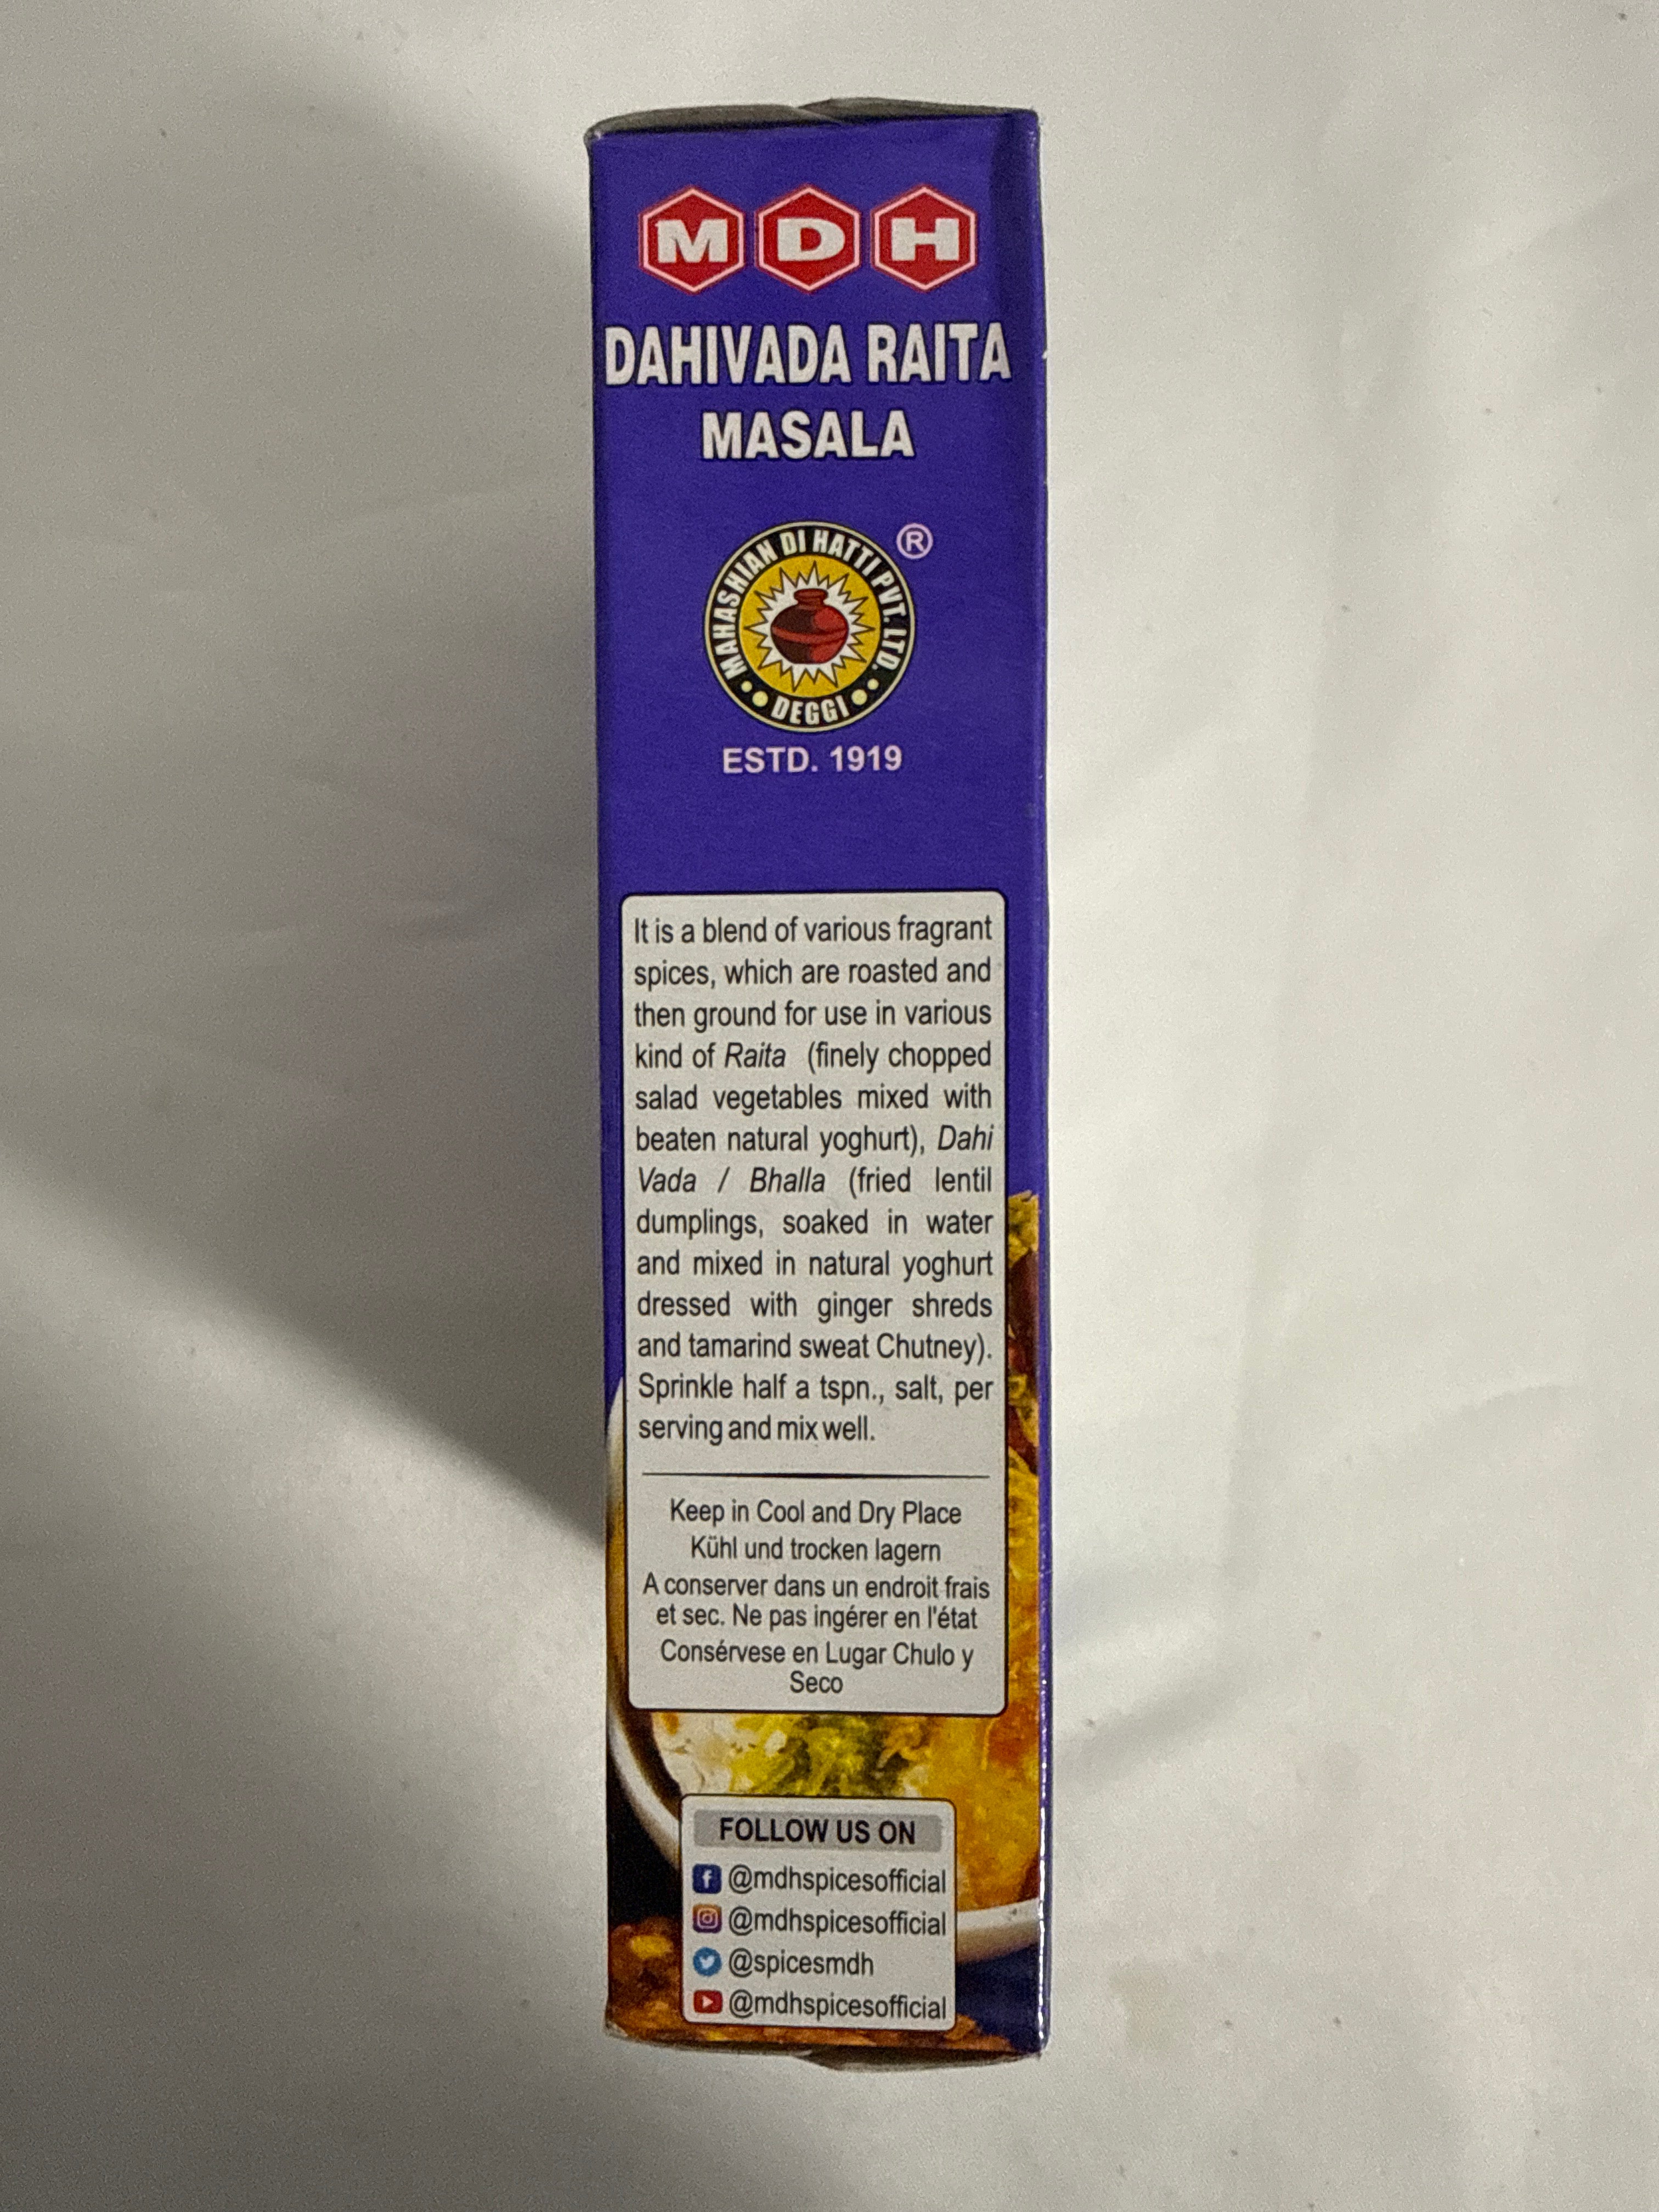 MDH
DAHIVADA RAITA
MASALA
MAHASHIAN DI HATTI PVT. LTD.
®
DEGGI
ESTD. 1919
It is a blend of various fragrant
spices, which are roasted and
then ground for use in various
kind of Raita (finely chopped
salad vegetables mixed with
beaten natural yoghurt), Dahi
Vada / Bhalla (fried lentil
dumplings, soaked in water
and mixed in natural yoghurt
dressed with ginger shreds
and tamarind sweat Chutney).
Sprinkle half a tspn., salt, per
serving and mix well.
Keep in Cool and Dry Place
Kühl und trocken lagern
A conserver dans un endroit frais
et sec. Ne pas ingérer en l'état
Consérvese en Lugar Chulo y
Seco
FOLLOW US ON
@mdhspicesofficial
@mdhspicesofficial
@spicesmdh
@mdhspicesofficial